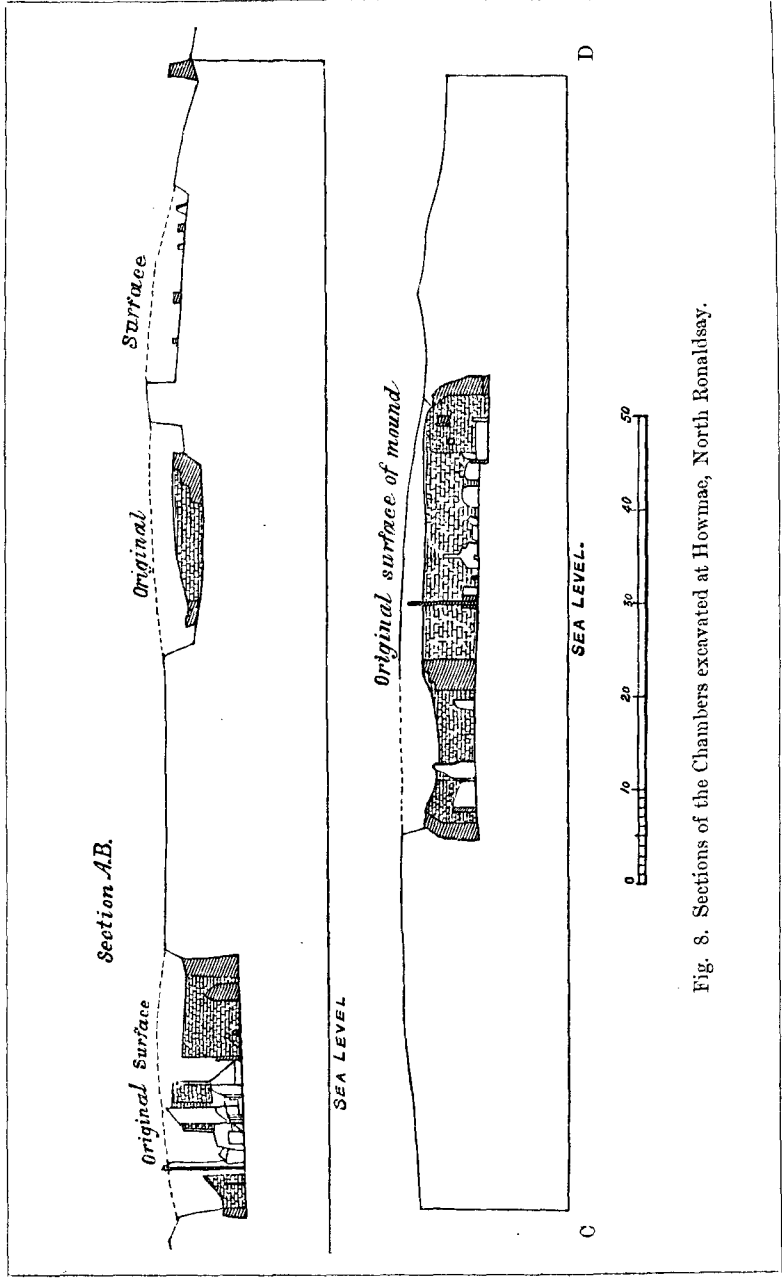 Section A.B.
Original Surface
Original
Surface
SEA LEVEL
Original surface of mound
C
D
SEA LEVEL.
0 10 20 30 40 50
Fig. 8. Sections of the Chambers excavated at Howmae, North Ronaldsay.